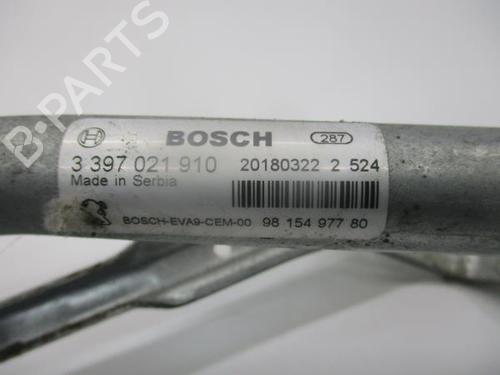 B-PARTS
BOSCH 287
3 397 021 910 20180322 2 524
Made in Serbia
BOSCH-EVA9-CEM-00 98 154 977 80